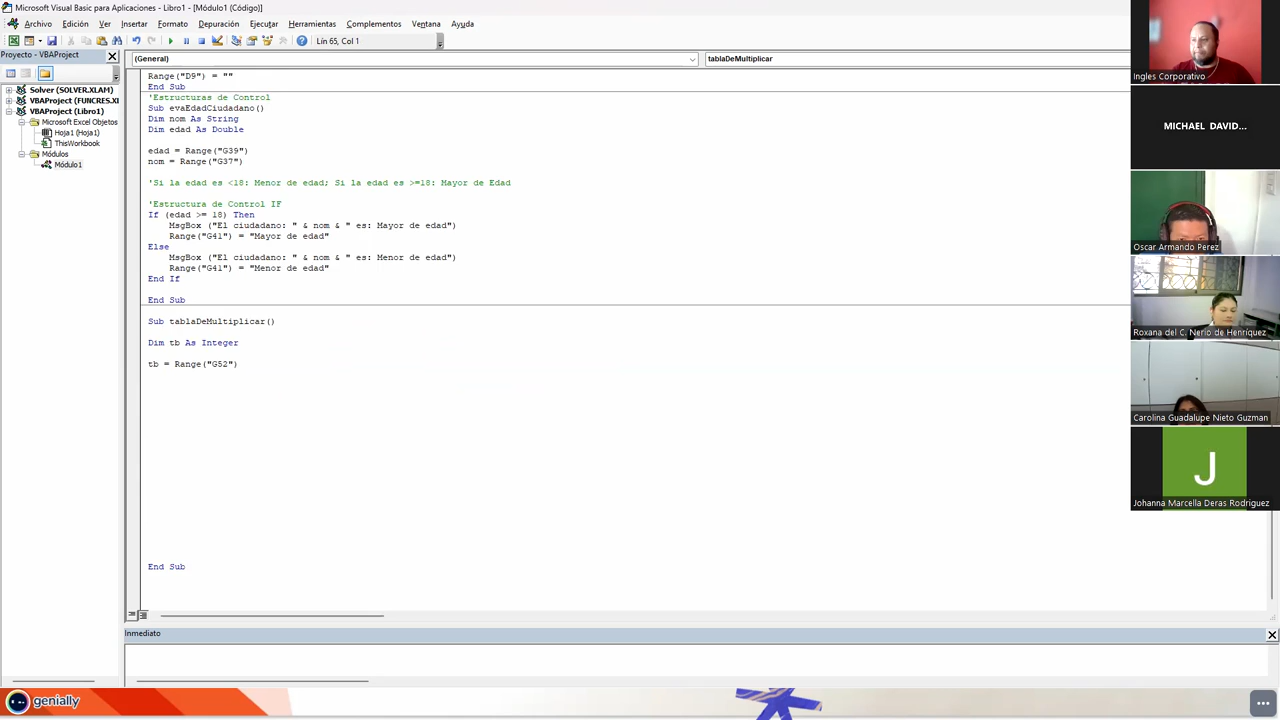 Microsoft Visual Basic para Aplicaciones - Libro1 - [Módulo1 (Código)]
Archivo Edición Ver Insertar Formato Depuración Ejecutar Herramientas Complementos Ventana Ayuda
Lín 65, Col 1
Proyecto - VBAProject
Solver (SOLVER.XLAM)
VBAProject (FUNCRES.XL
VBAProject (Libro1)
Microsoft Excel Objetos
Hoja1 (Hoja1)
ThisWorkbook
Módulos
Módulo1
(General)
tablaDeMultiplicar
Range("D9") = ""
End Sub
'Estructuras de Control
Sub evaEdadCiudadano()
Dim nom As String
Dim edad As Double
edad = Range("G39")
nom = Range("G37")
'Si la edad es <18: Menor de edad; Si la edad es >=18: Mayor de Edad
'Estructura de Control IF
If (edad >= 18) Then
MsgBox ("El ciudadano: " & nom & " es: Mayor de edad")
Range("G41") = "Mayor de edad"
Else
MsgBox ("El ciudadano: " & nom & " es: Menor de edad")
Range("G41") = "Menor de edad"
End If
End Sub
Sub tablaDeMultiplicar()
Dim tb As Integer
tb = Range("G52")
End Sub
Inmediato
genially
Ingles Corporativo
MICHAEL DAVID...
Oscar Armando Perez
Roxana del C. Nerio de Henríquez
Carolina Guadalupe Nieto Guzman
J
Johanna Marcella Deras Rodriguez